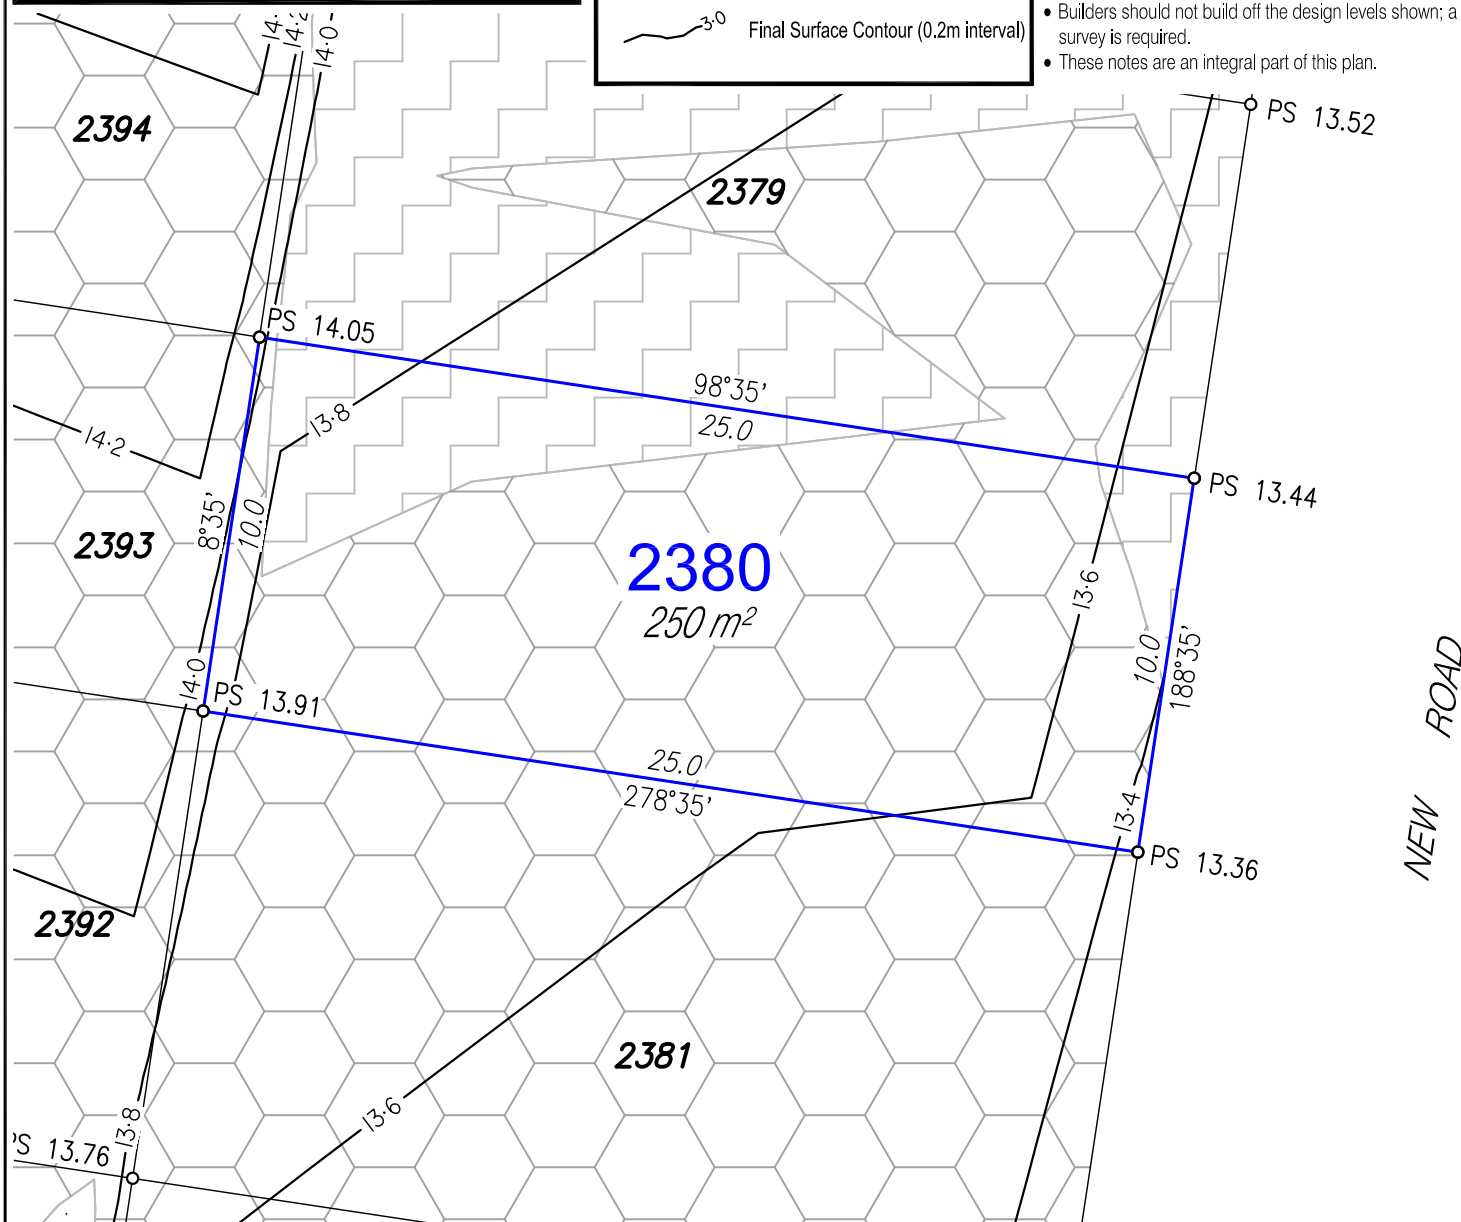 3·0
Final Surface Contour (0.2m interval)
• Builders should not build off the design levels shown; a
survey is required.
• These notes are an integral part of this plan.
14·0
PS 13.52
2394
2379
PS 14.05
98°35'
25.0
13·8
14·2
PS 13.44
8°35'
10.0
2393
2380
250 m²
13·6
10.0
188°35'
14·0
PS 13.91
25.0
278°35'
13·4
PS 13.36
NEW ROAD
2392
2381
13·6
13·8
PS 13.76